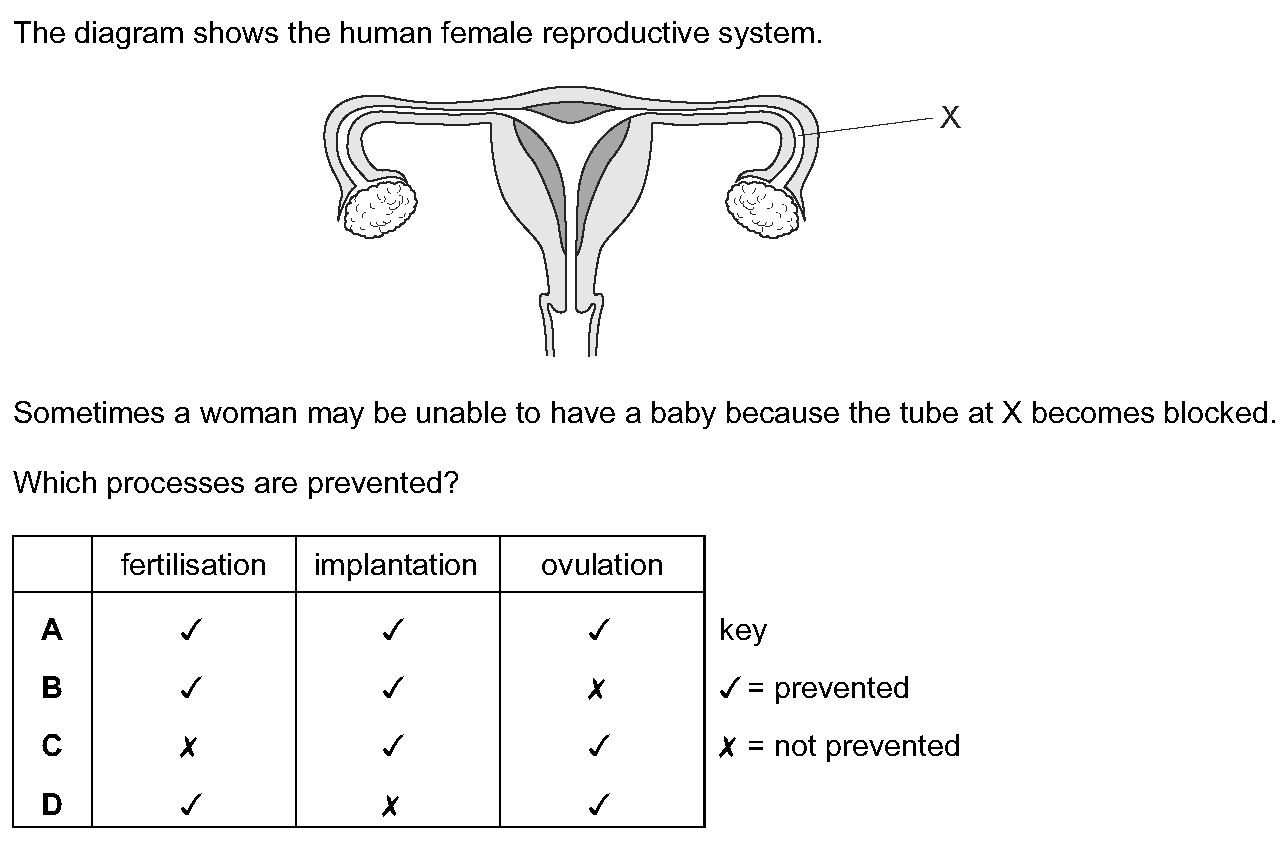 The diagram shows the human female reproductive system.
X
Sometimes a woman may be unable to have a baby because the tube at X becomes blocked.
Which processes are prevented?
fertilisation implantation ovulation
A ✓ ✓ ✓ key
B ✓ ✓ ✗ ✓ = prevented
C ✗ ✓ ✓ ✗ = not prevented
D ✓ ✗ ✓